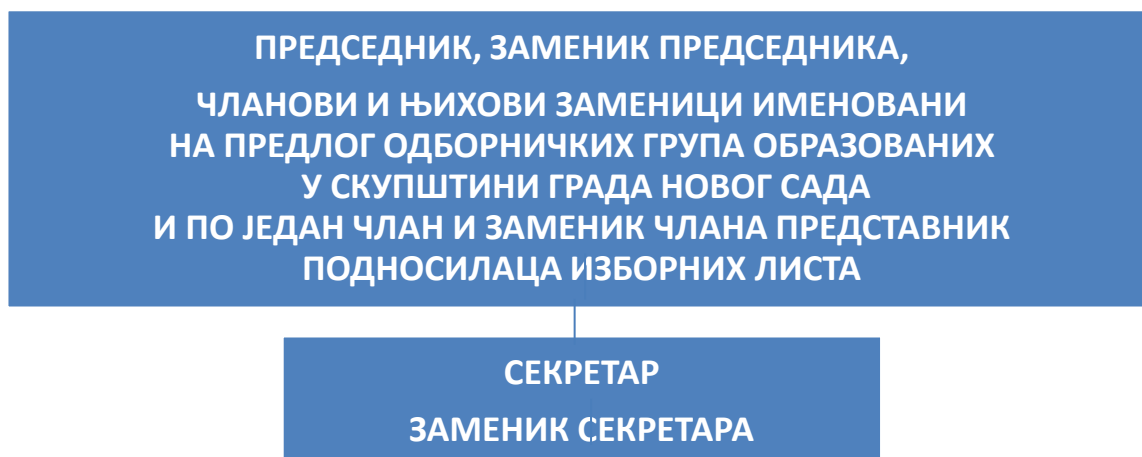 ПРЕДСЕДНИК, ЗАМЕНИК ПРЕДСЕДНИКА,
ЧЛАНОВИ И ЊИХОВИ ЗАМЕНИЦИ ИМЕНОВАНИ
НА ПРЕДЛОГ ОДБОРНИЧКИХ ГРУПА ОБРАЗОВАНИХ
У СКУПШТИНИ ГРАДА НОВОГ САДА
И ПО ЈЕДАН ЧЛАН И ЗАМЕНИК ЧЛАНА ПРЕДСТАВНИК
ПОДНОСИЛАЦА ИЗБОРНИХ ЛИСТА
СЕКРЕТАР
ЗАМЕНИК СЕКРЕТАРА